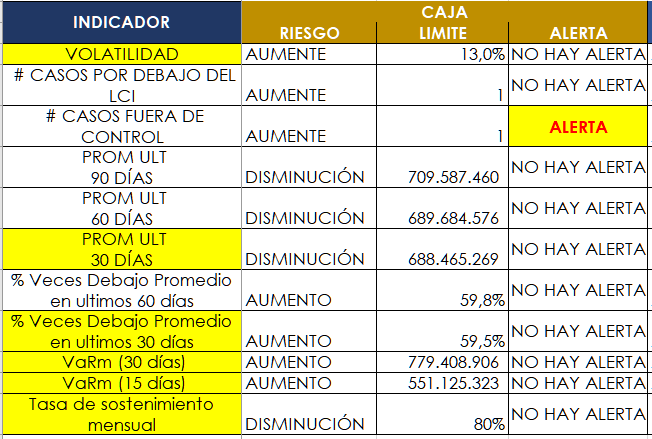 INDICADOR RIESGO CAJA
LIMITE ALERTA
VOLATILIDAD AUMENTE 13,0% NO HAY ALERTA
# CASOS POR DEBAJO DEL
LCI AUMENTE 1 NO HAY ALERTA
# CASOS FUERA DE
CONTROL AUMENTE 1 ALERTA
PROM ULT
90 DÍAS DISMINUCIÓN 709.587.460 NO HAY ALERTA
PROM ULT
60 DÍAS DISMINUCIÓN 689.684.576 NO HAY ALERTA
PROM ULT
30 DÍAS DISMINUCIÓN 688.465.269 NO HAY ALERTA
% Veces Debajo Promedio
en ultimos 60 días AUMENTO 59,8% NO HAY ALERTA
% Veces Debajo Promedio
en ultimos 30 días AUMENTO 59,5% NO HAY ALERTA
VaRm (30 días) AUMENTO 779.408.906 NO HAY ALERTA
VaRm (15 días) AUMENTO 551.125.323 NO HAY ALERTA
Tasa de sostenimiento
mensual DISMINUCIÓN 80% NO HAY ALERTA